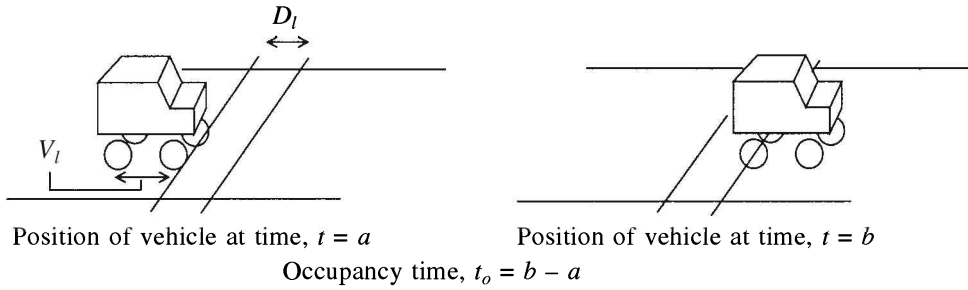 D_l
V_l
Position of vehicle at time, t = a
Position of vehicle at time, t = b
Occupancy time, t_o = b – a